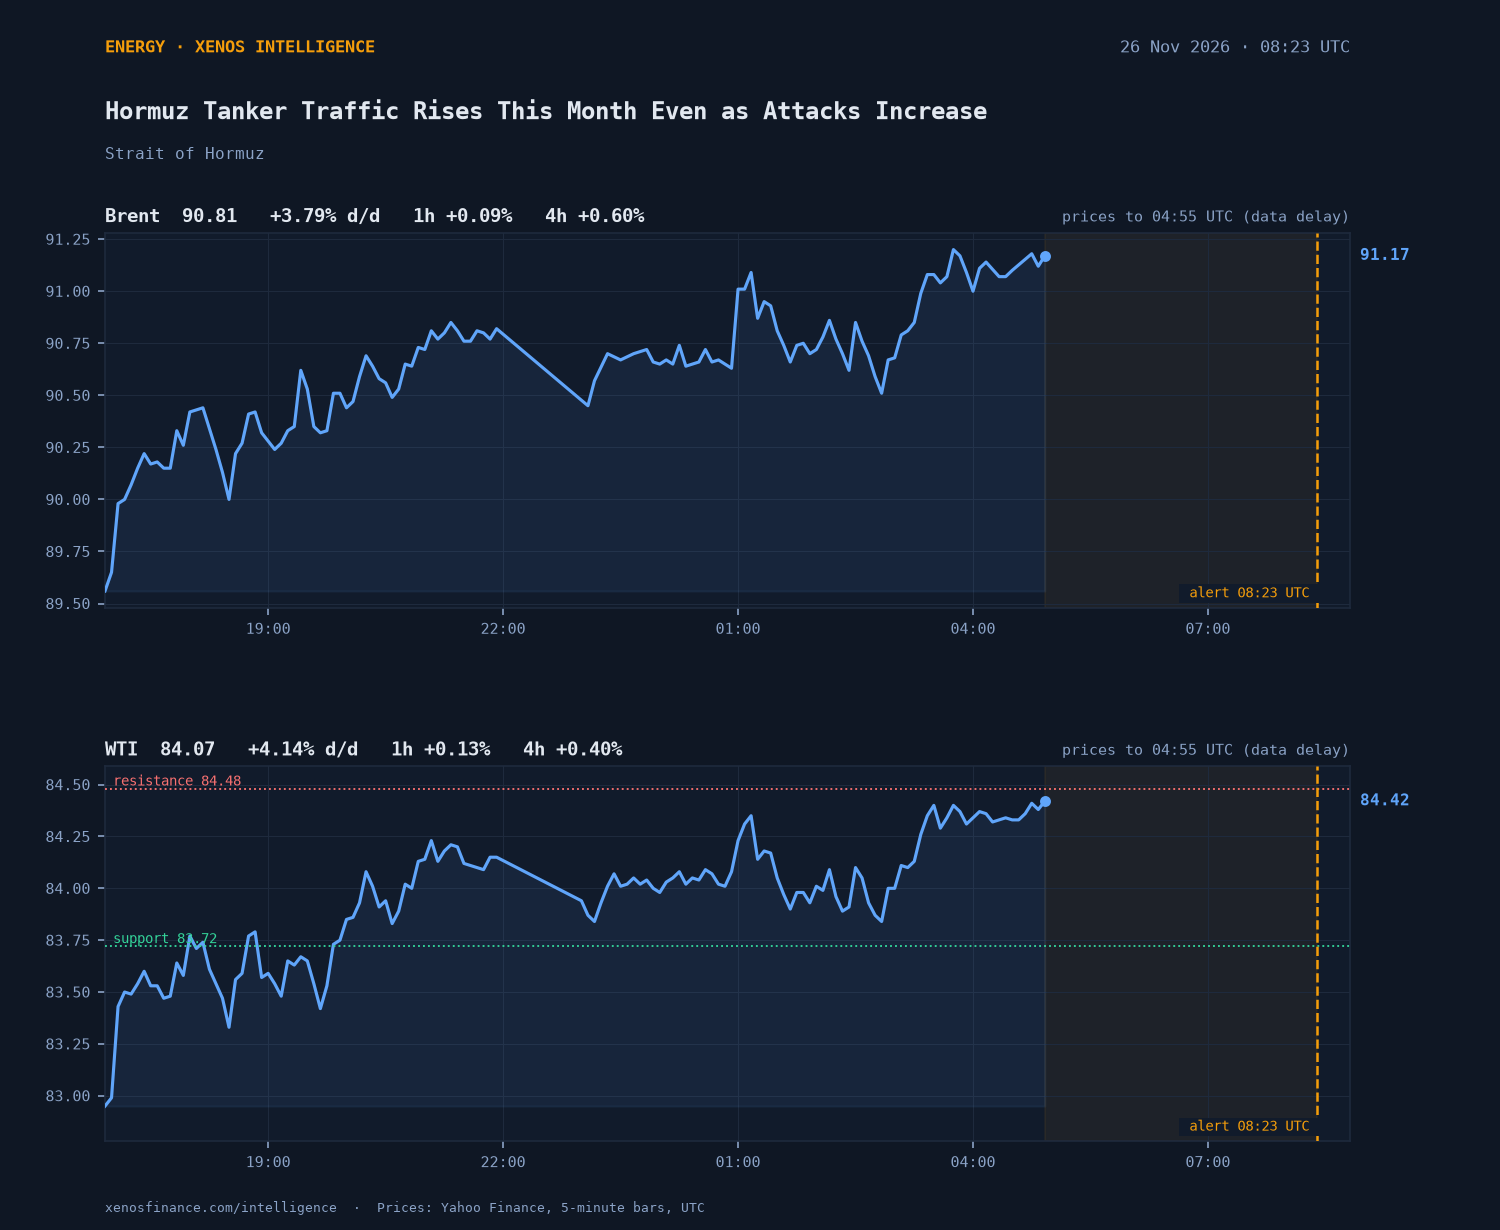 ENERGY · XENOS INTELLIGENCE
26 Nov 2026 · 08:23 UTC
Hormuz Tanker Traffic Rises This Month Even as Attacks Increase
Strait of Hormuz
Brent 90.81 +3.79% d/d 1h +0.09% 4h +0.60%
prices to 04:55 UTC (data delay)
91.25
91.17
91.00
90.75
90.50
90.25
90.00
89.75
89.50
alert 08:23 UTC
19:00 22:00 01:00 04:00 07:00
WTI 84.07 +4.14% d/d 1h +0.13% 4h +0.40%
prices to 04:55 UTC (data delay)
84.50
resistance 84.48
84.42
84.25
84.00
83.75
support 83.72
83.50
83.25
83.00
alert 08:23 UTC
19:00 22:00 01:00 04:00 07:00
xenosfinance.com/intelligence · Prices: Yahoo Finance, 5-minute bars, UTC